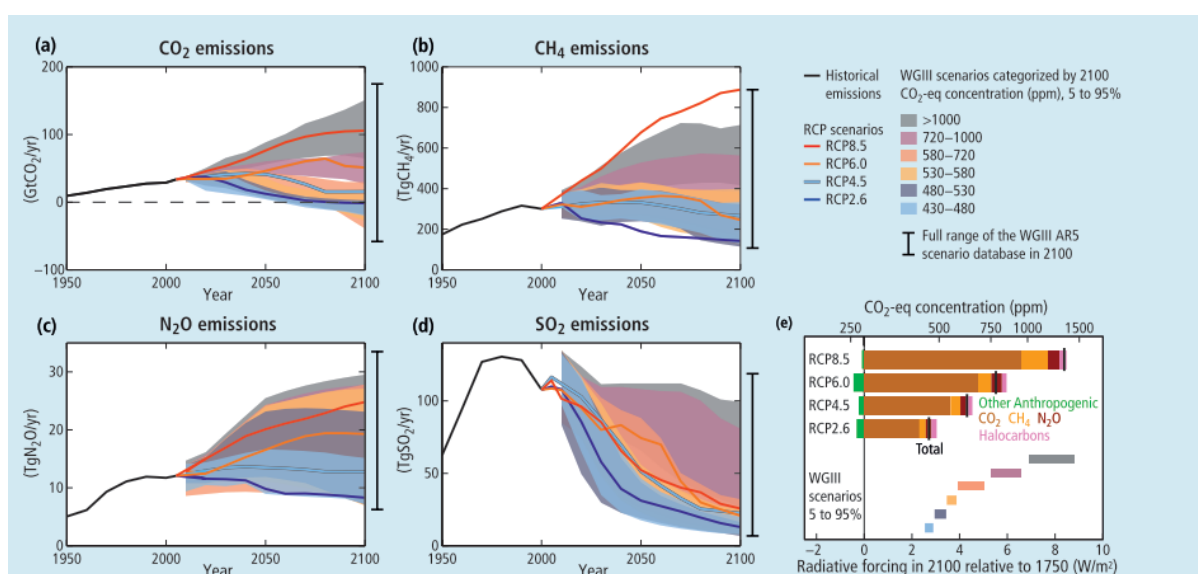 (a) CO₂ emissions
200
100
0
−100
(GtCO₂/yr)
1950 2000 2050 2100
Year
(b) CH₄ emissions
1000
800
600
400
200
0
(TgCH₄/yr)
1950 2000 2050 2100
Year
Historical
emissions
RCP scenarios
RCP8.5
RCP6.0
RCP4.5
RCP2.6
WGIII scenarios categorized by 2100
CO₂-eq concentration (ppm), 5 to 95%
>1000
720–1000
580–720
530–580
480–530
430–480
Full range of the WGIII AR5
scenario database in 2100
(c) N₂O emissions
30
20
10
0
(TgN₂O/yr)
1950 2000 2050 2100
Year
(d) SO₂ emissions
100
50
0
(TgSO₂/yr)
1950 2000 2050 2100
Year
(e) CO₂-eq concentration (ppm)
250 500 750 1000 1500
RCP8.5
RCP6.0
RCP4.5
RCP2.6
Other Anthropogenic
CO₂ CH₄ N₂O
Halocarbons
Total
WGIII
scenarios
5 to 95%
−2 0 2 4 6 8 10
Radiative forcing in 2100 relative to 1750 (W/m²)